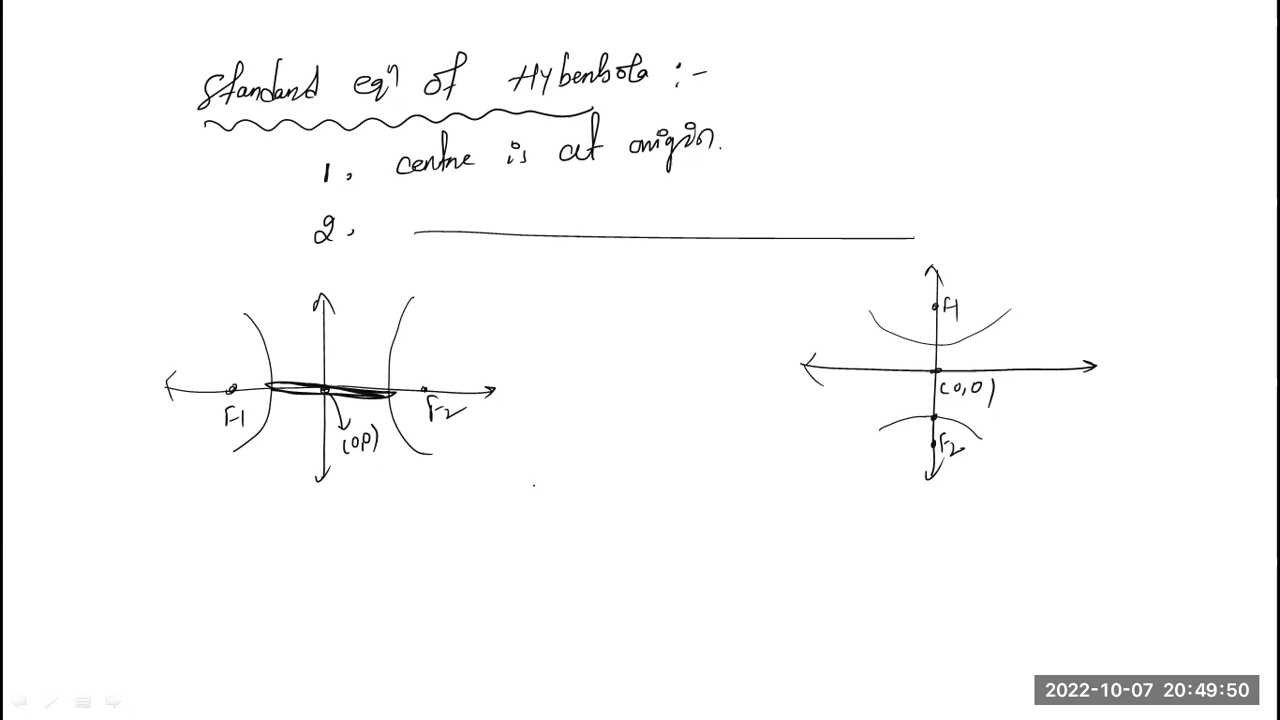 Standard eqⁿ of Hyberbola :-
1. centre is at origin.
2.
F1
F2
(0,0)
F1
(0,0)
F2
2022-10-07 20:49:50